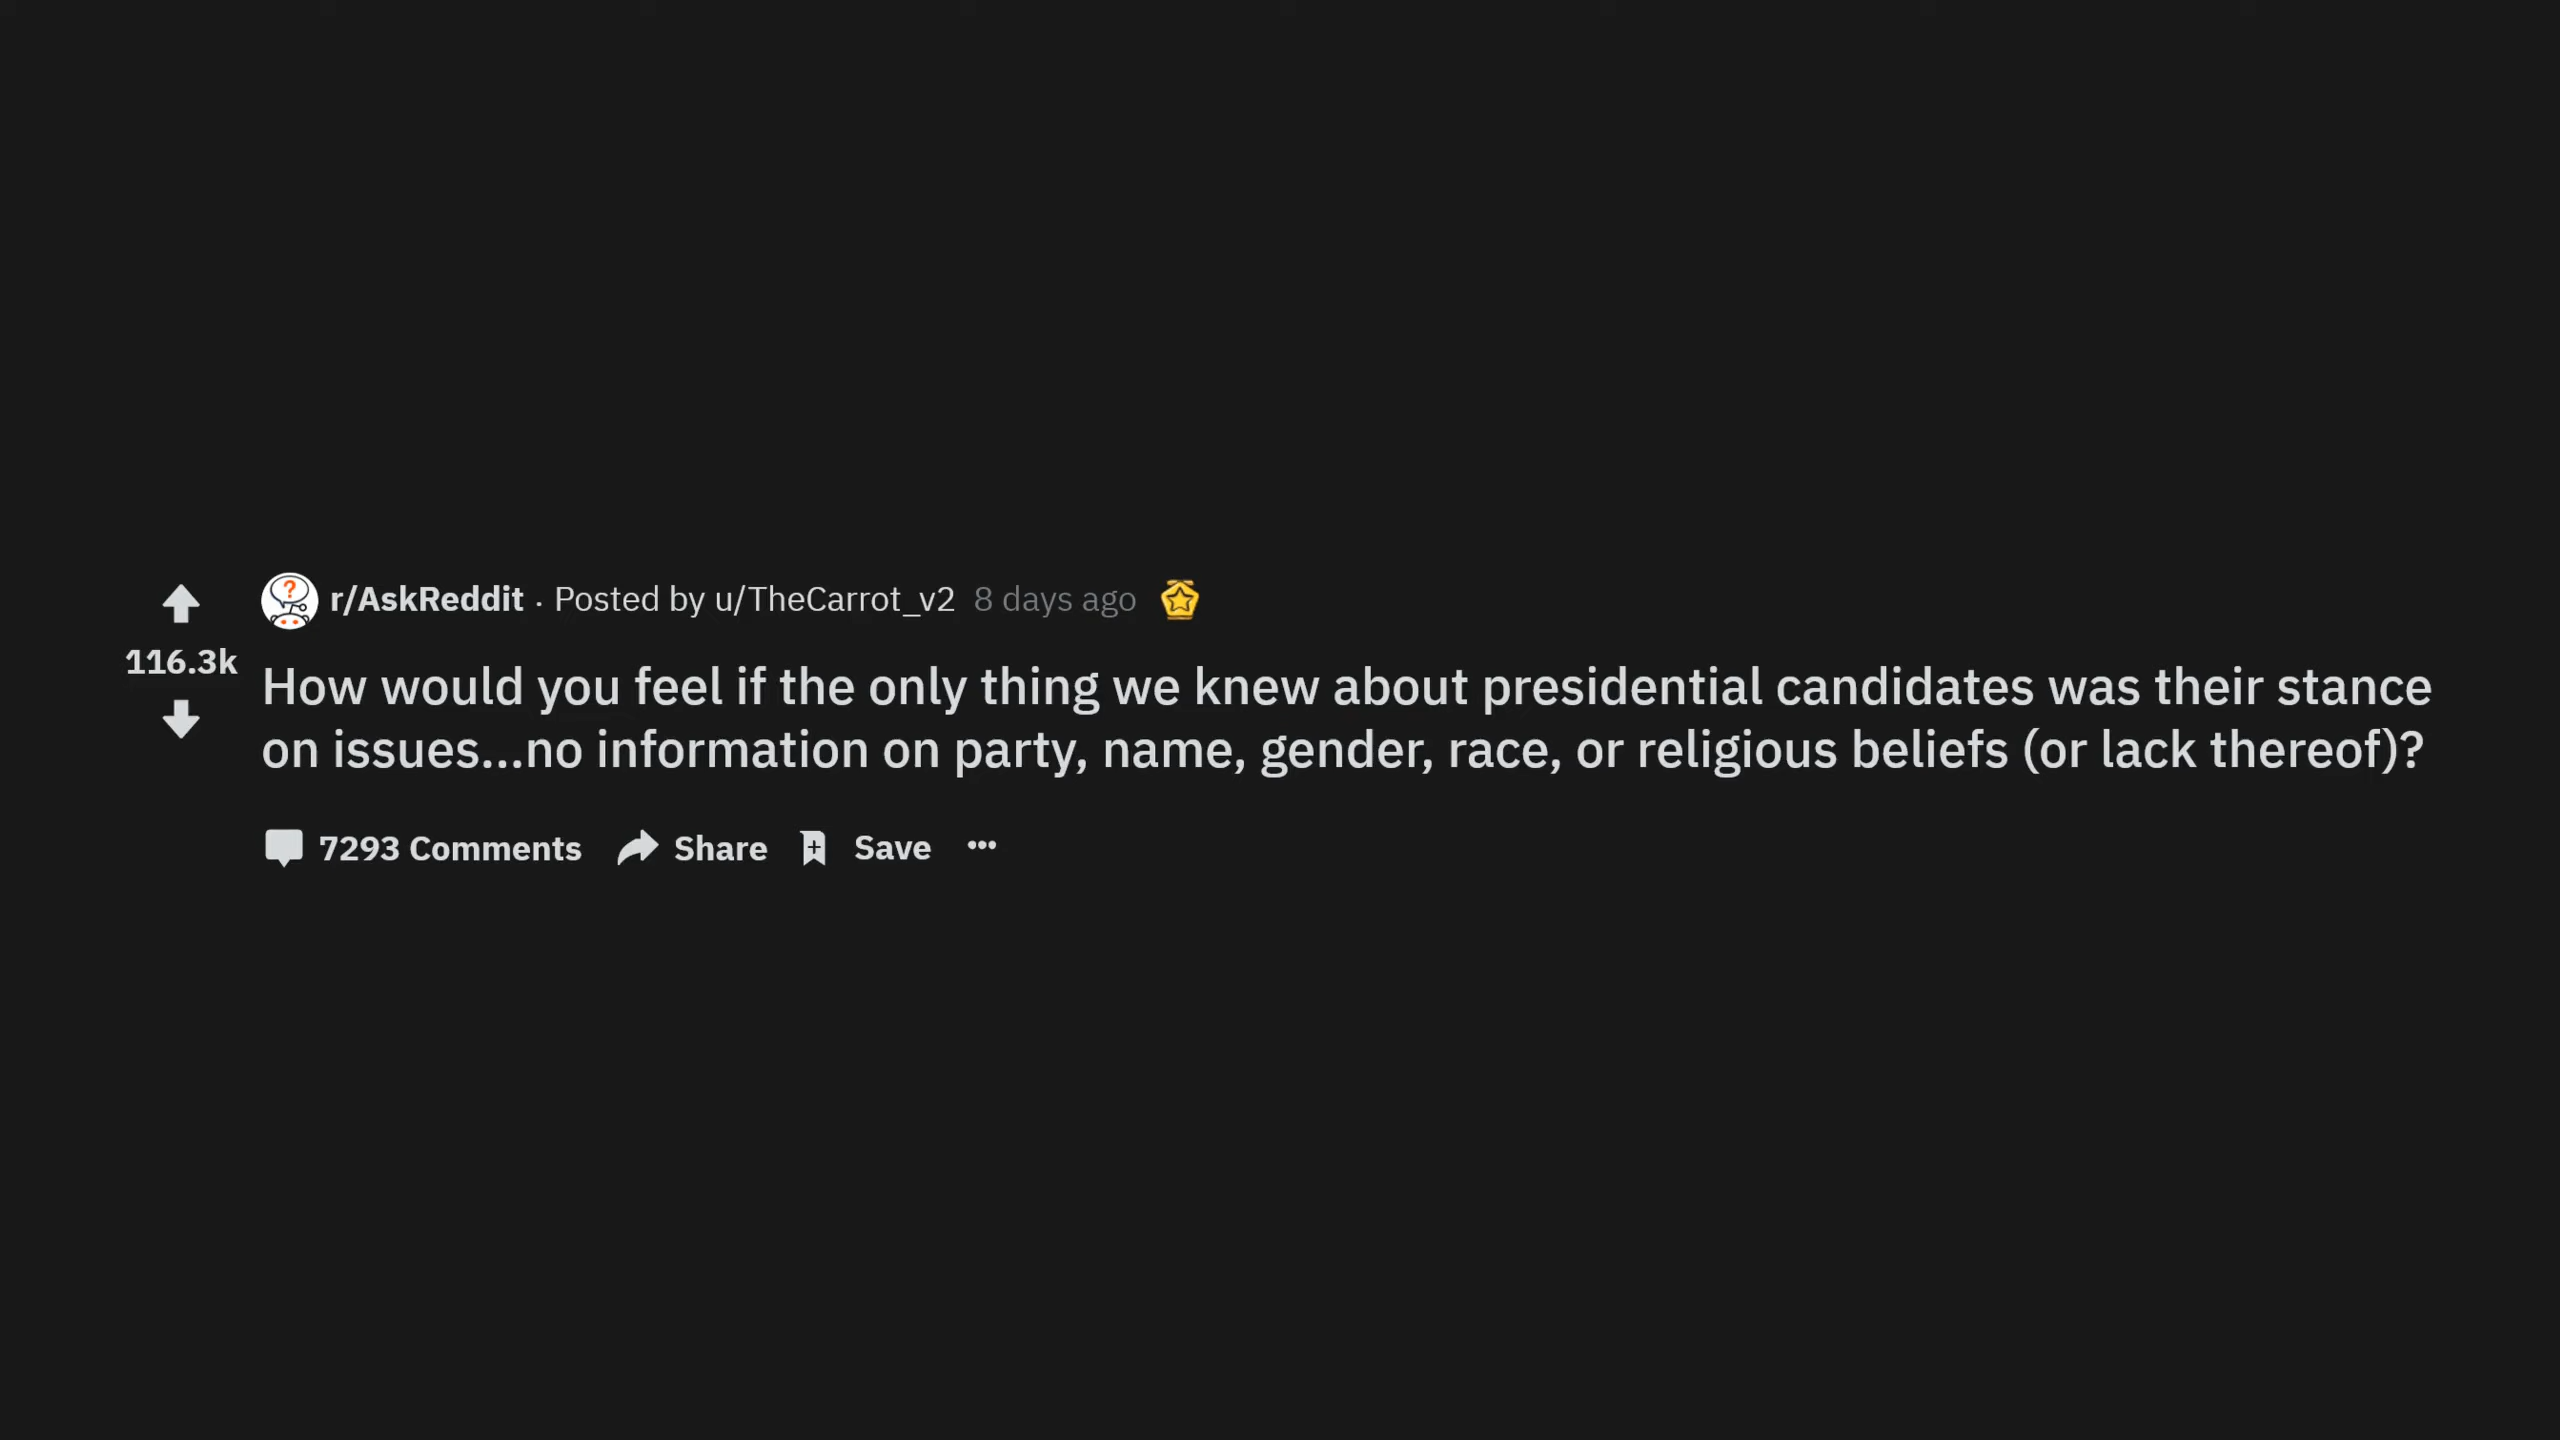 r/AskReddit · Posted by u/TheCarrot_v2 8 days ago
116.3k
How would you feel if the only thing we knew about presidential candidates was their stance
on issues...no information on party, name, gender, race, or religious beliefs (or lack thereof)?
7293 Comments Share Save ···